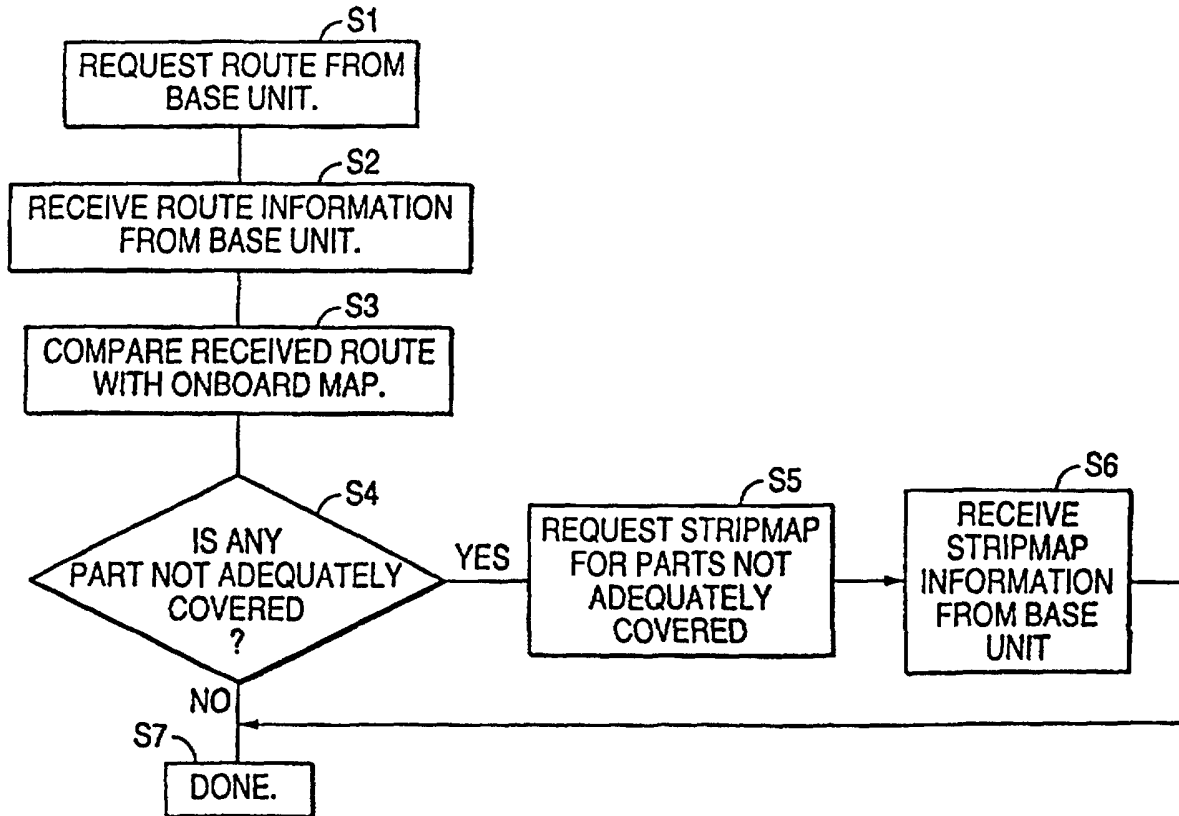 S1
REQUEST ROUTE FROM
BASE UNIT.
S2
RECEIVE ROUTE INFORMATION
FROM BASE UNIT.
S3
COMPARE RECEIVED ROUTE
WITH ONBOARD MAP.
S4
IS ANY
PART NOT ADEQUATELY
COVERED
?
YES
S5
REQUEST STRIPMAP
FOR PARTS NOT
ADEQUATELY
COVERED
S6
RECEIVE
STRIPMAP
INFORMATION
FROM BASE
UNIT
NO
S7
DONE.